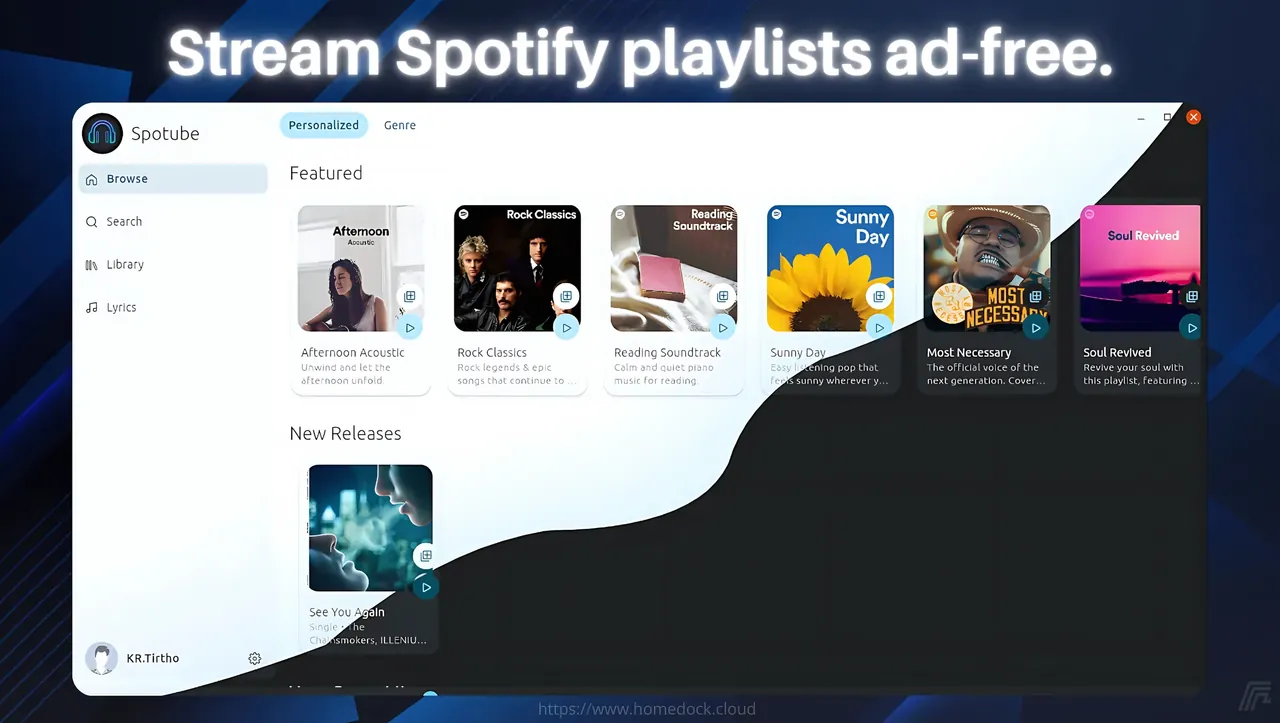 Stream Spotify playlists ad-free.
Spotube
Personalized
Genre
Browse
Search
Library
Lyrics
Featured
Afternoon
Acoustic
Afternoon Acoustic
Unwind and let the
afternoon unfold.
Rock Classics
Rock Classics
Rock legends & epic
songs that continue to ...
Reading
Soundtrack
Reading Soundtrack
Calm and quiet piano
music for reading.
Sunny
Day
Sunny Day
Easy listening pop that
feels sunny wherever y...
MOST
NECESSARY
Most Necessary
The official voice of the
next generation. Cover...
Soul Revived
Soul Revived
Revive your soul with
this playlist, featuring ...
New Releases
See You Again
Single • The
Chainsmokers, ILLENIU...
KR.Tirtho
https://www.homedock.cloud